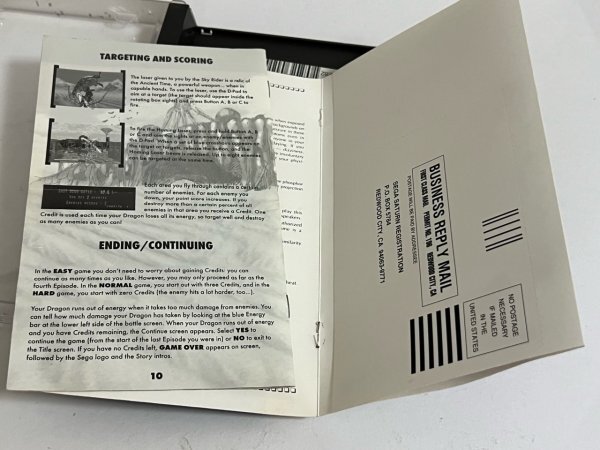 TARGETING AND SCORING
The laser given to you by the Sky Rider is a relic of
the Ancient Time, a powerful weapon... when in
capable hands. To use the laser, use the D-Pad to
aim at a target (the target should appear inside the
rotating box sights) and press Button A, B or C to
fire.
To fire the Homing laser, press and hold Button A, B
or C and use the sights on enemies with
the D-Pad. When a set of blue crosshairs appears on
the target or targets, release the button, and the
Homing Laser beam is released. Up to eight enemies
can be targeted at the same time.
Each area you fly through contains a certain
number of enemies. For each enemy you
down, your point score increases. If you
destroy more than a certain percent of all
enemies in that area you receive a Credit. One
Credit is used each time your Dragon loses all its energy, so target well and destroy
as many enemies as you can!
ENDING/CONTINUING
In the EASY game you don't need to worry about gaining Credits: you can
continue as many times as you like. However, you may only proceed as far as the
fourth Episode. In the NORMAL game, you start out with three Credits, and in the
HARD game, you start with zero Credits (the enemy hits a lot harder, too...).
Your Dragon runs out of energy when it takes too much damage from enemies. You
can tell how much damage your Dragon has taken by looking at the blue Energy
bar at the lower left side of the bottle screen. When your Dragon runs out of energy
and you have Credits remaining, the Continue screen appears. Select YES to
continue the game (from the start of the last Episode you were in) or NO to exit to
the Title screen. If you have no Credits left, GAME OVER appears on screen,
followed by the Sega logo and the Story intros.
10
BUSINESS REPLY MAIL
FIRST CLASS MAIL PERMIT NO. 196 REDWOOD CITY, CA
POSTAGE WILL BE PAID BY ADDRESSEE
SEGA SATURN REGISTRATION
P.O. BOX 5784
REDWOOD CITY, CA 94063-9771
NO POSTAGE
NECESSARY
IF MAILED
IN THE
UNITED STATES